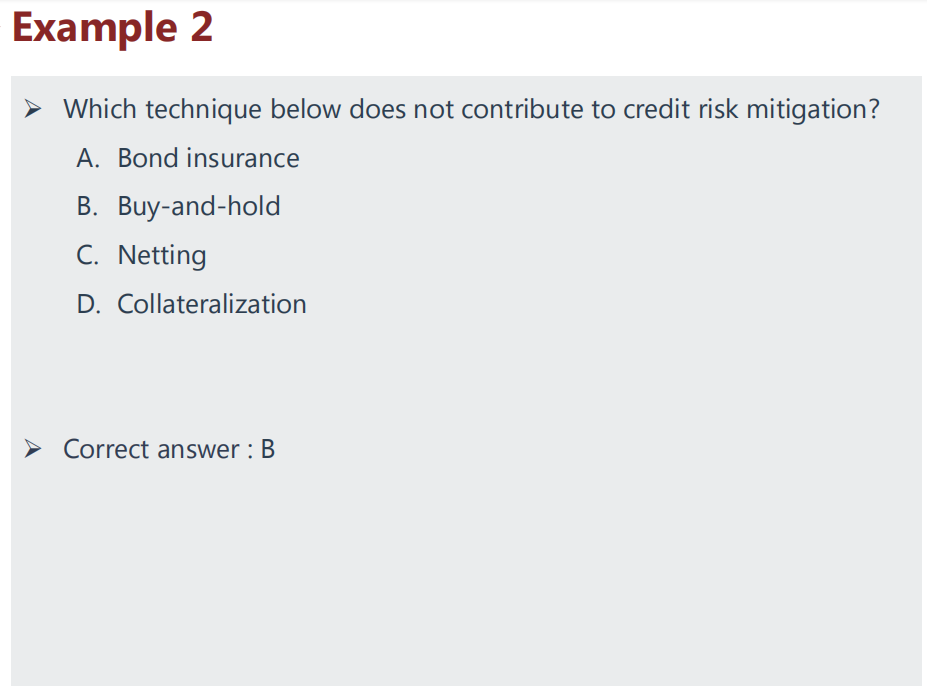 Example 2
➢ Which technique below does not contribute to credit risk mitigation?
A. Bond insurance
B. Buy-and-hold
C. Netting
D. Collateralization
➢ Correct answer : B